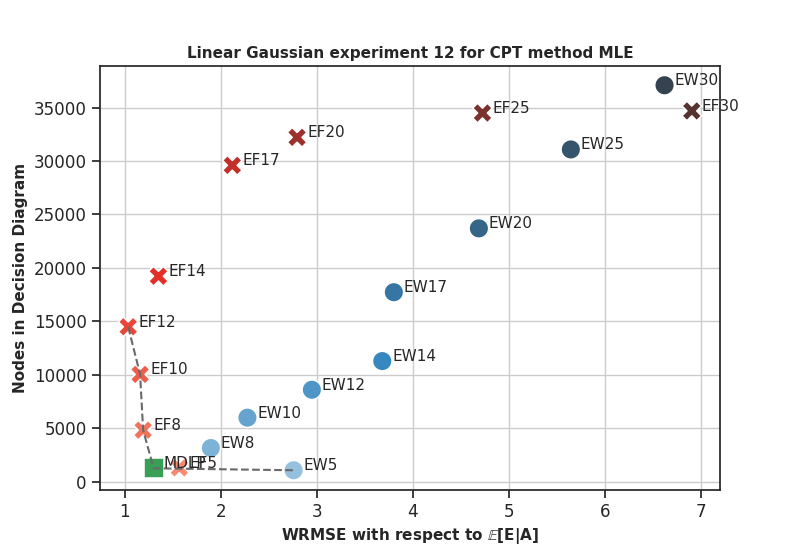 Linear Gaussian experiment 12 for CPT method MLE
Nodes in Decision Diagram
35000
30000
25000
20000
15000
10000
5000
0
EW30
EF30
EF25
EF20
EW25
EF17
EW20
EF14
EW17
EF12
EW14
EF10
EW12
EW10
EF8
EW8
MDLP
EF5
EW5
1 2 3 4 5 6 7
WRMSE with respect to 𝔼[E|A]